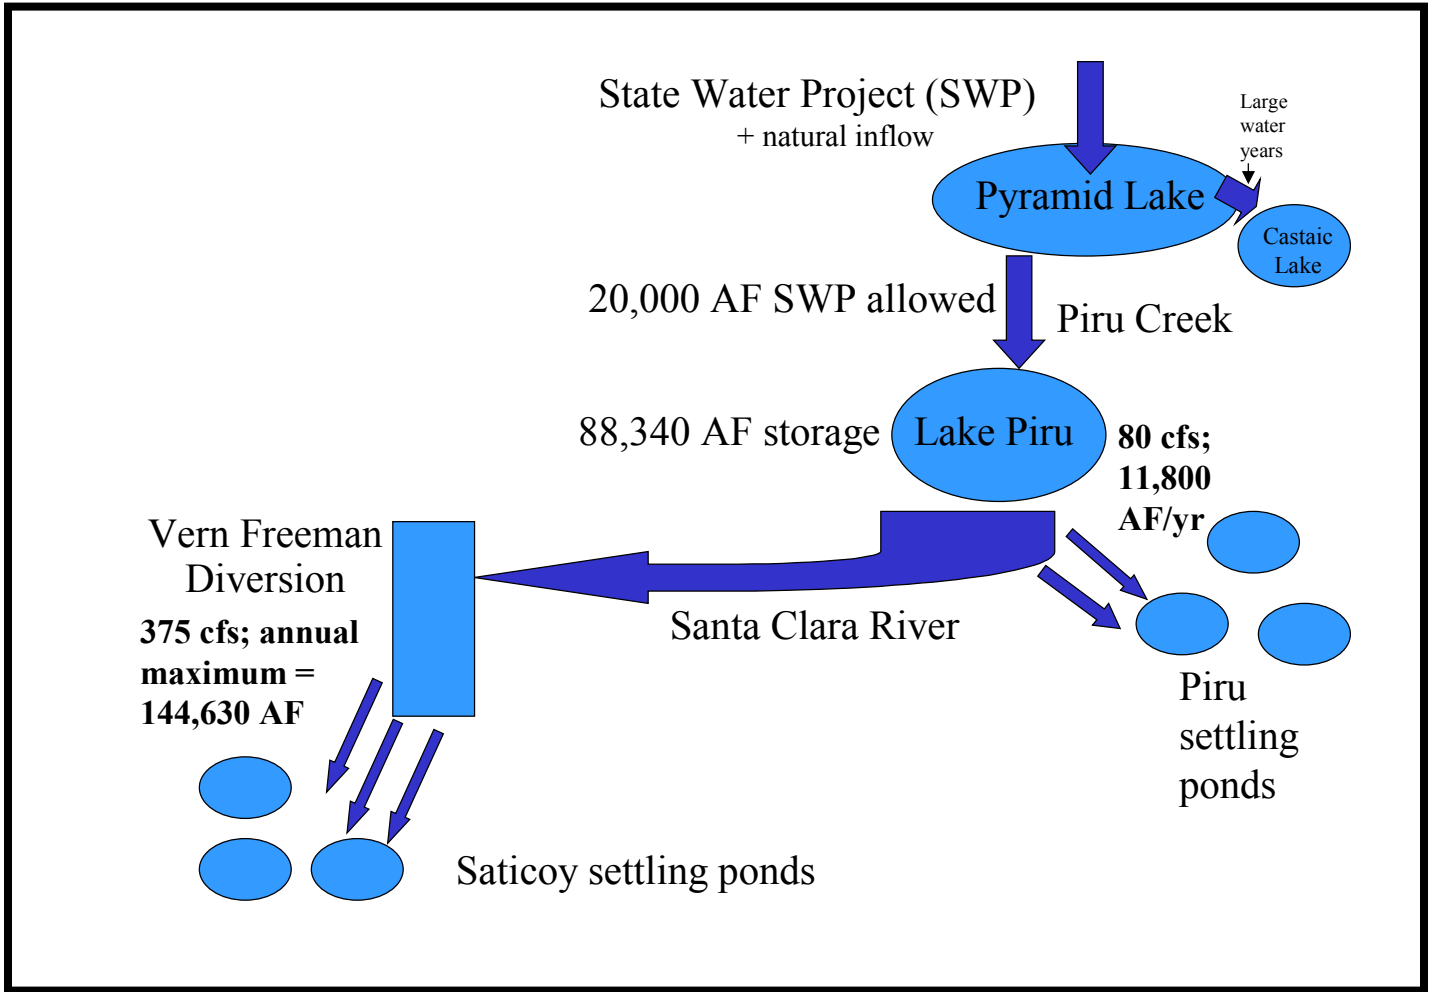 State Water Project (SWP)
+ natural inflow
Large
water
years
Pyramid Lake
Castaic
Lake
20,000 AF SWP allowed
Piru Creek
88,340 AF storage
Lake Piru
80 cfs;
11,800
AF/yr
Vern Freeman
Diversion
375 cfs; annual
maximum =
144,630 AF
Santa Clara River
Piru
settling
ponds
Saticoy settling ponds